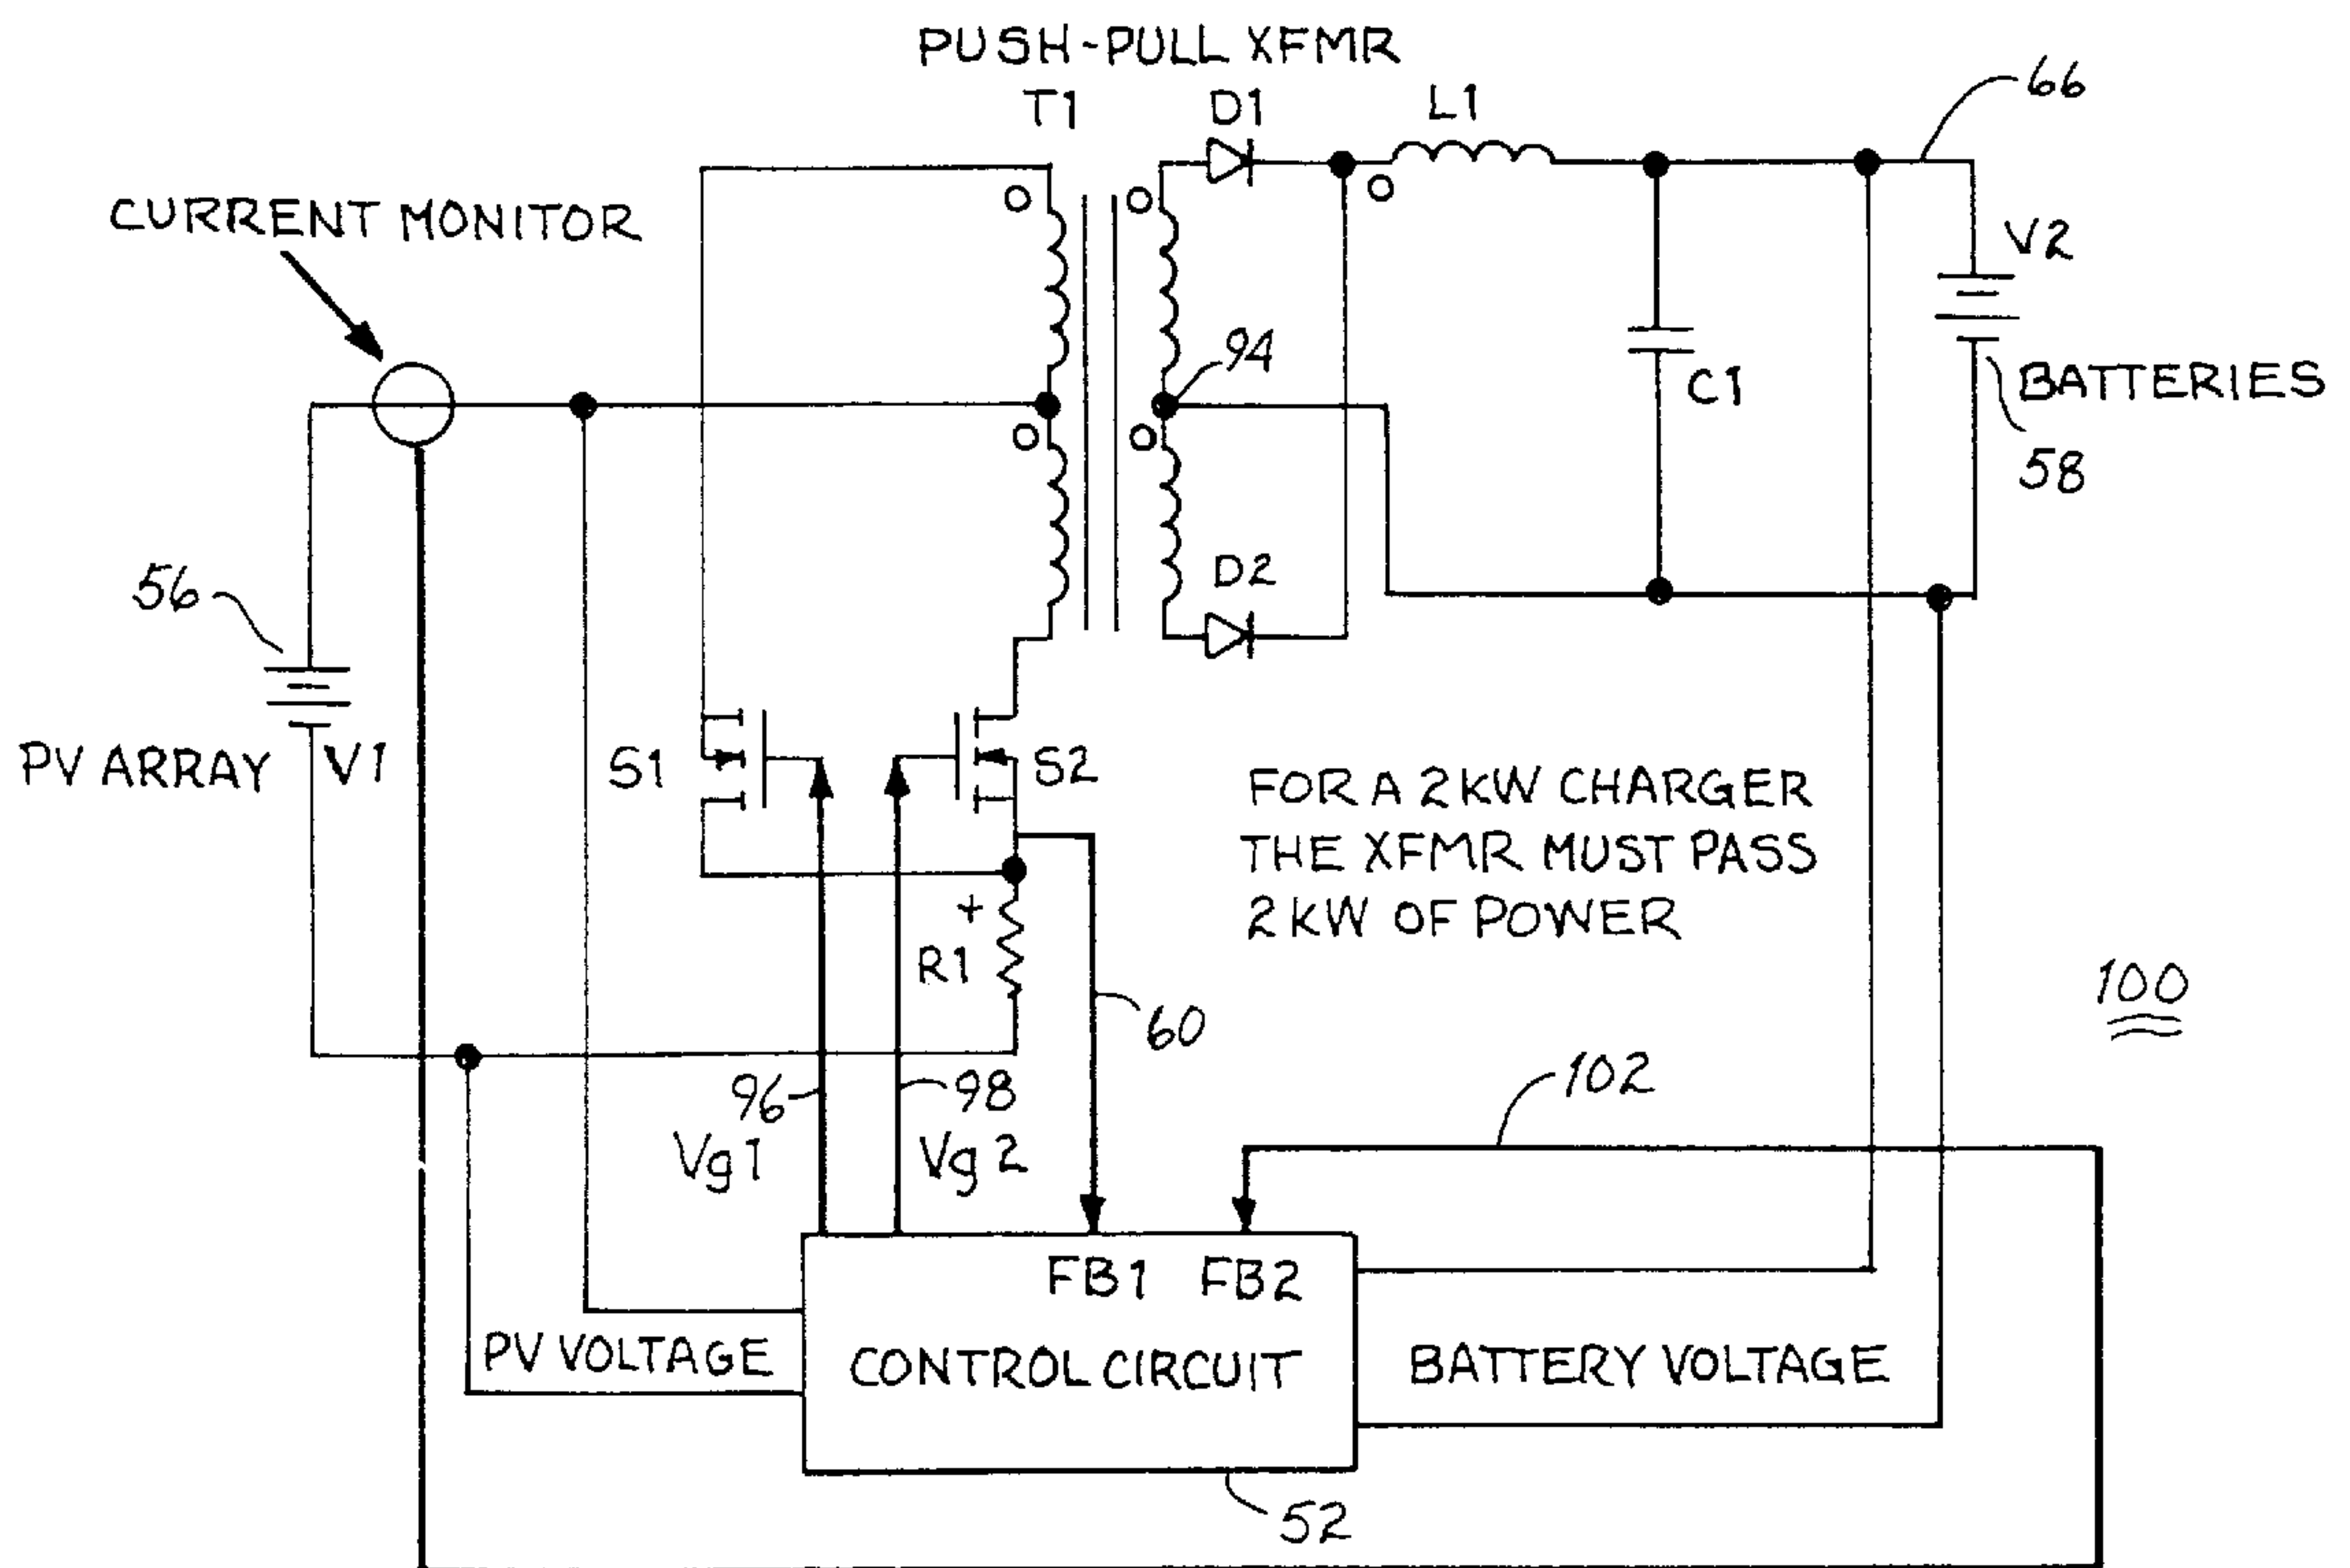 PUSH-PULL XFMR
T1
D1
L1
66
CURRENT MONITOR
V2
94
BATTERIES
C1
58
56
D2
PV ARRAY
V1
S1
S2
FOR A 2KW CHARGER
THE XFMR MUST PASS
2KW OF POWER
+
R1
100
60
96
98
102
Vg1
Vg2
FB1
FB2
PV VOLTAGE
CONTROL CIRCUIT
BATTERY VOLTAGE
52